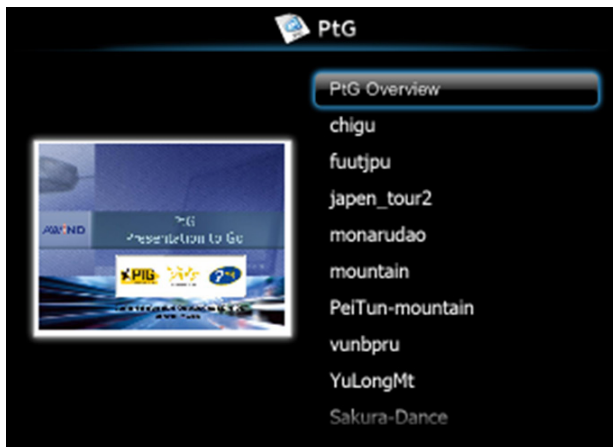 PtG
PtG Overview
chigu
fuutjpu
japen_tour2
monarudao
mountain
PeiTun-mountain
vunbpru
YuLongMt
Sakura-Dance
AWIND
PtG
Presentation to Go
PtG